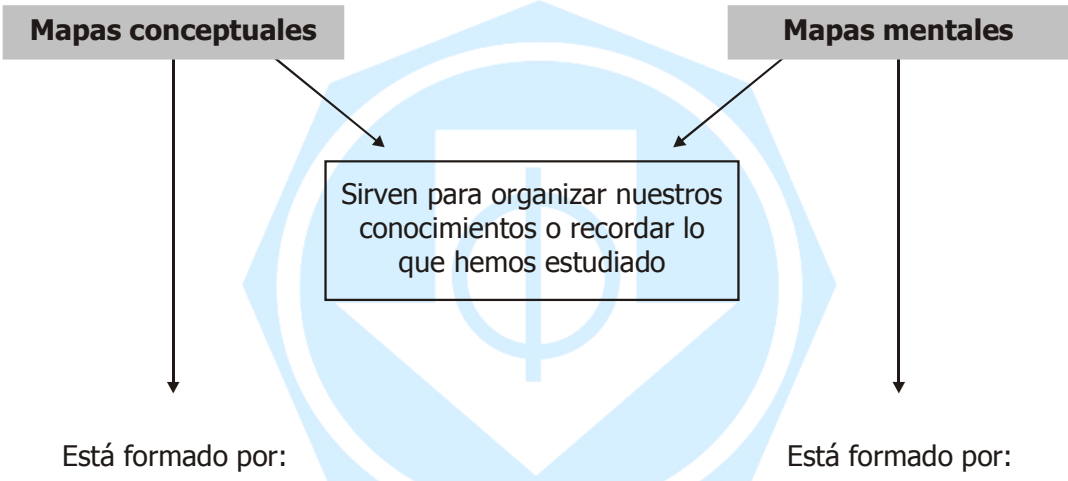 Mapas conceptuales
Mapas mentales
Sirven para organizar nuestros
conocimientos o recordar lo
que hemos estudiado
Está formado por:
Está formado por: